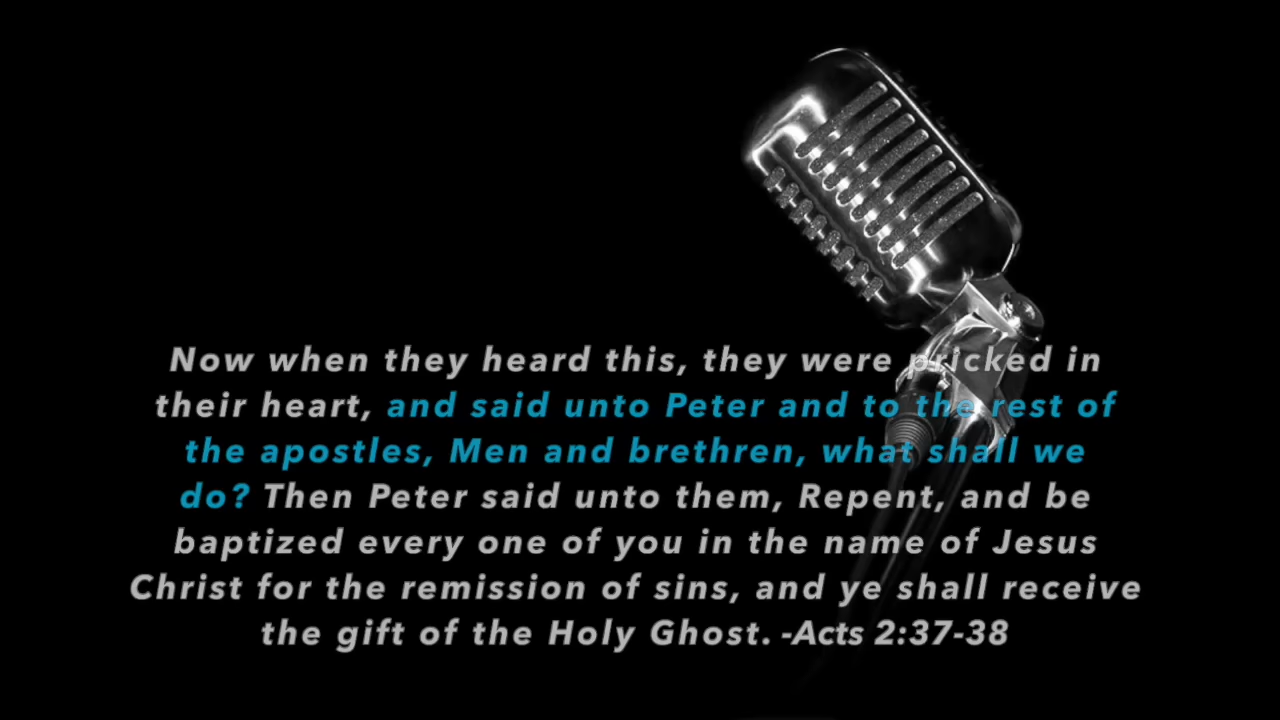 Now when they heard this, they were pricked in
their heart, and said unto Peter and to the rest of
the apostles, Men and brethren, what shall we
do? Then Peter said unto them, Repent, and be
baptized every one of you in the name of Jesus
Christ for the remission of sins, and ye shall receive
the gift of the Holy Ghost. -Acts 2:37-38